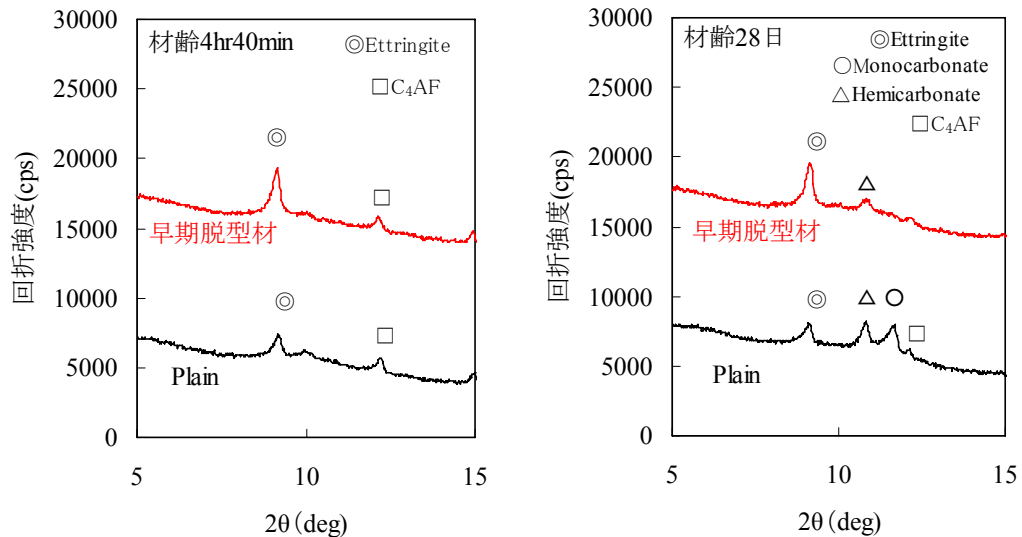 材齢4hr40min
◎Ettringite
□C₄AF
30000
25000
20000
15000
10000
5000
0
回折強度(cps)
早期脱型材
Plain
5
10
15
2θ(deg)
材齢28日
◎Ettringite
○Monocarbonate
△Hemicarbonate
□C₄AF
30000
25000
20000
15000
10000
5000
0
回折強度(cps)
早期脱型材
Plain
5
10
15
2θ(deg)